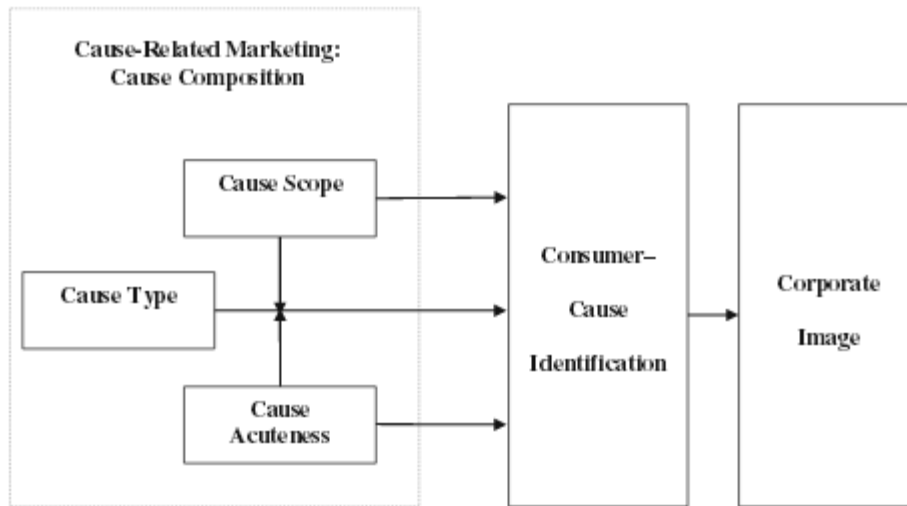 Cause-Related Marketing:
Cause Composition
Cause Scope
Cause Type
Cause
Acuteness
Consumer–
Cause
Identification
Corporate
Image